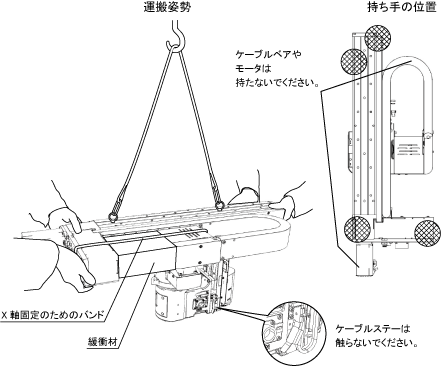 運搬姿勢
持ち手の位置
ケーブルベアや
モータは
持たないでください。
X 軸固定のためのバンド
緩衝材
ケーブルステーは
触らないでください。